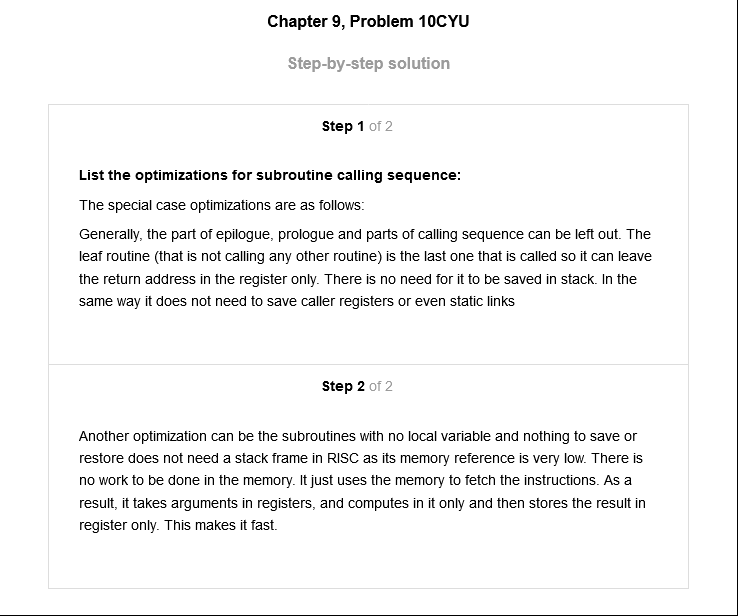 Chapter 9, Problem 10CYU
Step-by-step solution
Step 1 of 2
List the optimizations for subroutine calling sequence:
The special case optimizations are as follows:
Generally, the part of epilogue, prologue and parts of calling sequence can be left out. The
leaf routine (that is not calling any other routine) is the last one that is called so it can leave
the return address in the register only. There is no need for it to be saved in stack. In the
same way it does not need to save caller registers or even static links
Step 2 of 2
Another optimization can be the subroutines with no local variable and nothing to save or
restore does not need a stack frame in RISC as its memory reference is very low. There is
no work to be done in the memory. It just uses the memory to fetch the instructions. As a
result, it takes arguments in registers, and computes in it only and then stores the result in
register only. This makes it fast.